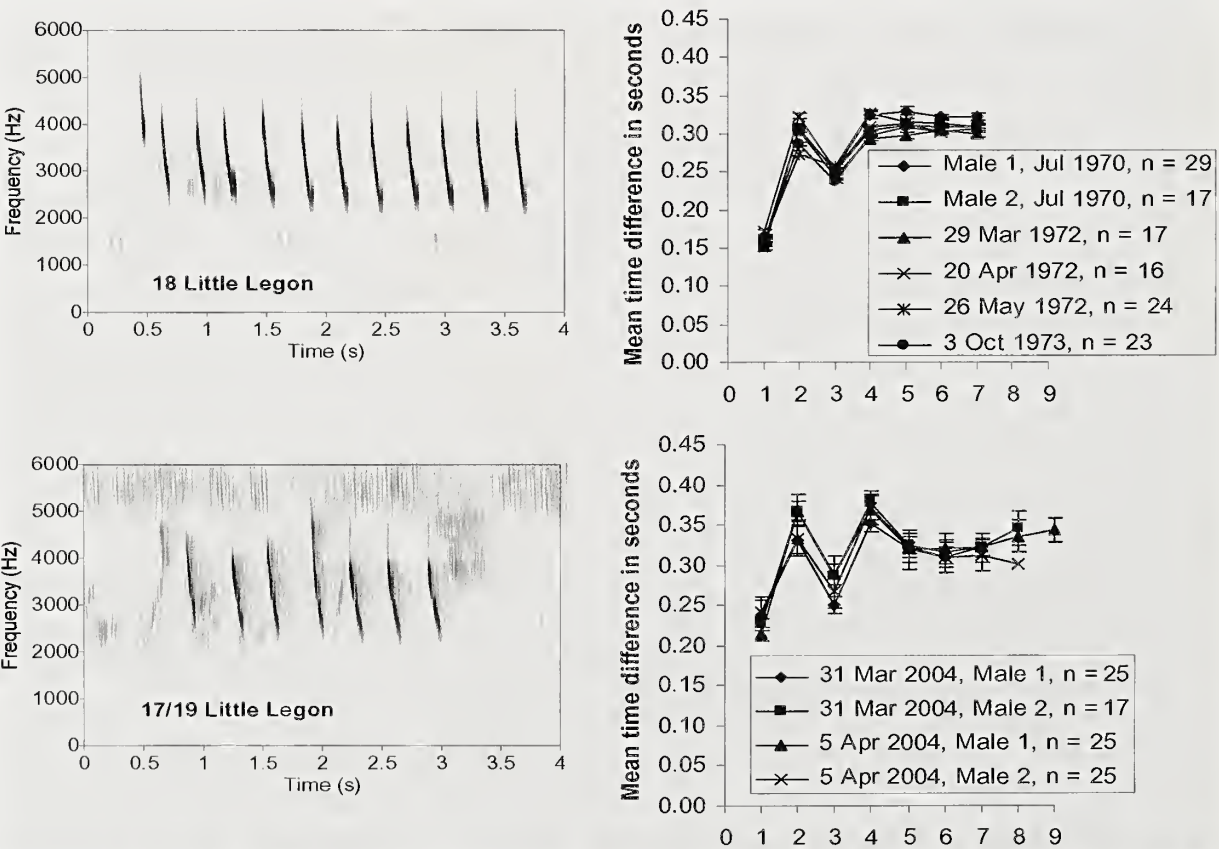 6000
5000
4000
3000
2000
1000
0
Frequency (Hz)
18 Little Legon
0 0.5 1 1.5 2 2.5 3 3.5 4
Time (s)
0.45
0.40
0.35
0.30
0.25
0.20
0.15
0.10
0.05
0.00
Mean time difference in seconds
Male 1, Jul 1970, n = 29
Male 2, Jul 1970, n = 17
29 Mar 1972, n = 17
20 Apr 1972, n = 16
26 May 1972, n = 24
3 Oct 1973, n = 23
0 1 2 3 4 5 6 7 8 9
6000
5000
4000
3000
2000
1000
0
Frequency (Hz)
17/19 Little Legon
0 0.5 1 1.5 2 2.5 3 3.5 4
Time (s)
0.45
0.40
0.35
0.30
0.25
0.20
0.15
0.10
0.05
0.00
Mean time difference in seconds
31 Mar 2004, Male 1, n = 25
31 Mar 2004, Male 2, n = 17
5 Apr 2004, Male 1, n = 25
5 Apr 2004, Male 2, n = 25
0 1 2 3 4 5 6 7 8 9